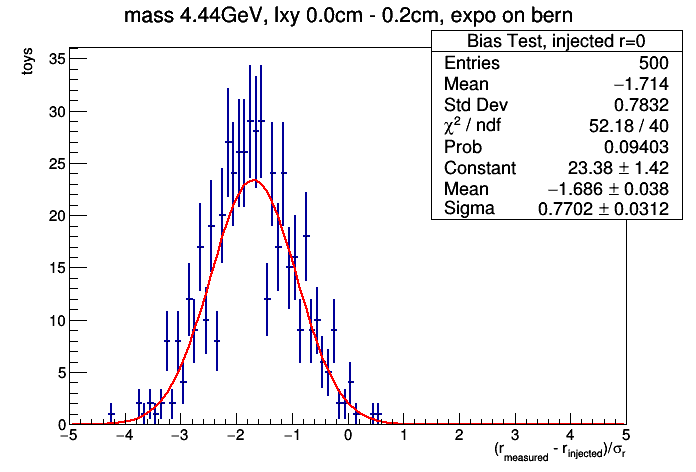 mass 4.44GeV, lxy 0.0cm - 0.2cm, expo on bern
Bias Test, injected r=0
Entries 500
Mean −1.714
Std Dev 0.7832
χ² / ndf 52.18 / 40
Prob 0.09403
Constant 23.38 ± 1.42
Mean −1.686 ± 0.038
Sigma 0.7702 ± 0.0312
toys
35
30
25
20
15
10
5
0
−5 −4 −3 −2 −1 0 1 2 3 4 5
(r_measured - r_injected)/σ_r